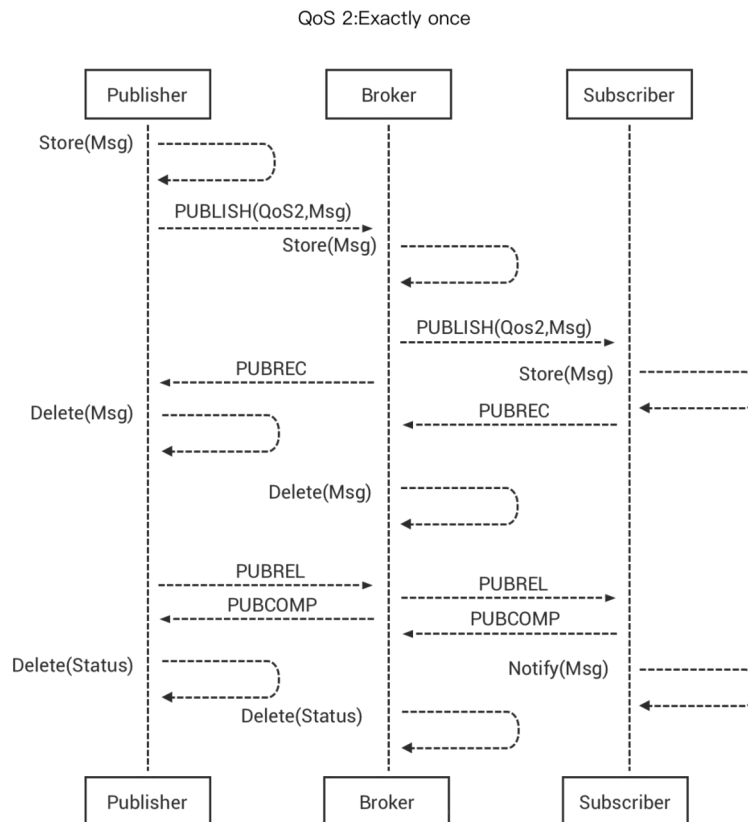 QoS 2:Exactly once
Publisher
Broker
Subscriber
Store(Msg)
PUBLISH(QoS2,Msg)
Store(Msg)
PUBLISH(Qos2,Msg)
PUBREC
Store(Msg)
Delete(Msg)
PUBREC
Delete(Msg)
PUBREL
PUBREL
PUBCOMP
PUBCOMP
Delete(Status)
Notify(Msg)
Delete(Status)
Publisher
Broker
Subscriber